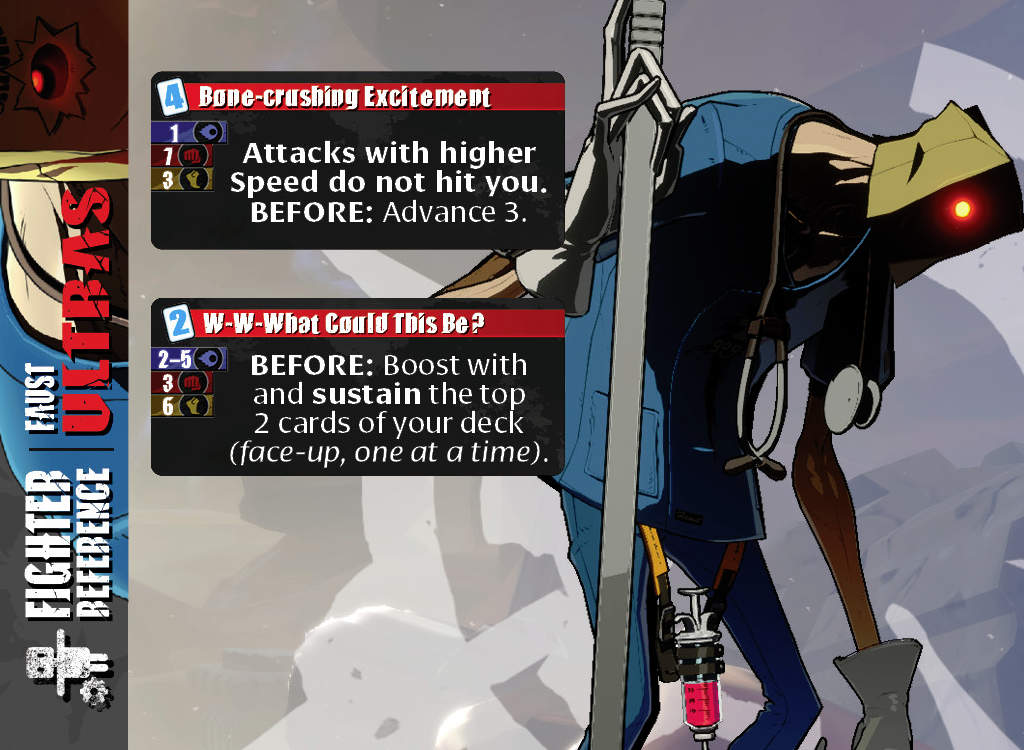 FIGHTER REFERENCE | FAUST ULTRAS
4 Bone-crushing Excitement
1
7
3
Attacks with higher
Speed do not hit you.
BEFORE: Advance 3.
2 W-W-What Could This Be?
2–5
3
6
BEFORE: Boost with
and sustain the top
2 cards of your deck
(face-up, one at a time).